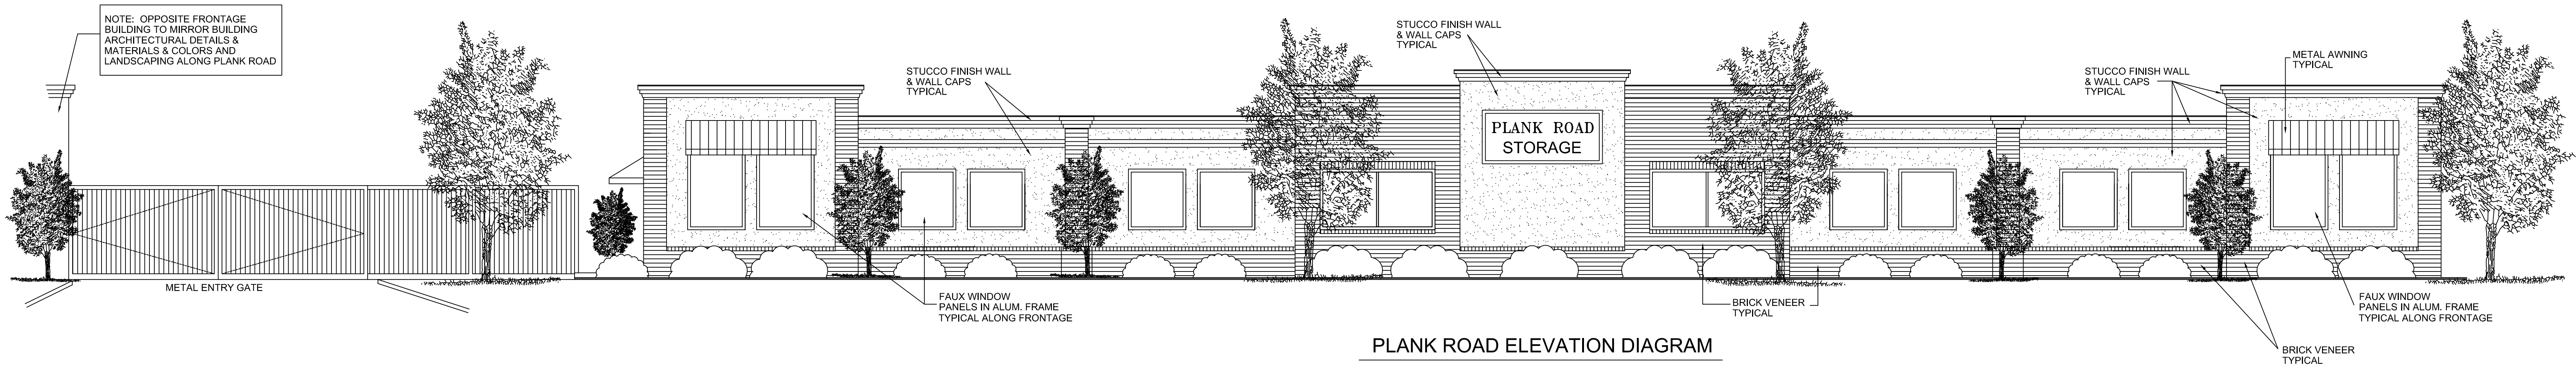 NOTE: OPPOSITE FRONTAGE
BUILDING TO MIRROR BUILDING
ARCHITECTURAL DETAILS &
MATERIALS & COLORS AND
LANDSCAPING ALONG PLANK ROAD
STUCCO FINISH WALL
& WALL CAPS
TYPICAL
STUCCO FINISH WALL
& WALL CAPS
TYPICAL
PLANK ROAD
STORAGE
STUCCO FINISH WALL
& WALL CAPS
TYPICAL
METAL AWNING
TYPICAL
METAL ENTRY GATE
FAUX WINDOW
PANELS IN ALUM. FRAME
TYPICAL ALONG FRONTAGE
BRICK VENEER
TYPICAL
FAUX WINDOW
PANELS IN ALUM. FRAME
TYPICAL ALONG FRONTAGE
BRICK VENEER
TYPICAL
PLANK ROAD ELEVATION DIAGRAM